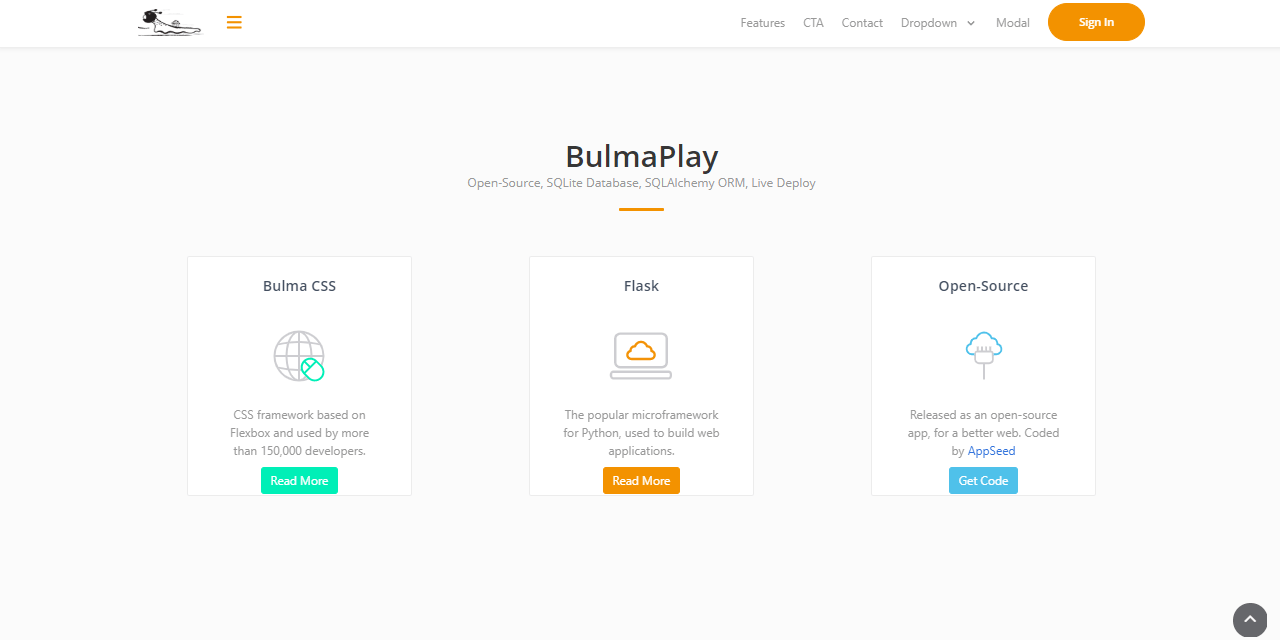 Features
CTA
Contact
Dropdown
Modal
Sign In
BulmaPlay
Open-Source, SQLite Database, SQLAlchemy ORM, Live Deploy
Bulma CSS
CSS framework based on
Flexbox and used by more
than 150,000 developers.
Read More
Flask
The popular microframework
for Python, used to build web
applications.
Read More
Open-Source
Released as an open-source
app, for a better web. Coded
by AppSeed
Get Code